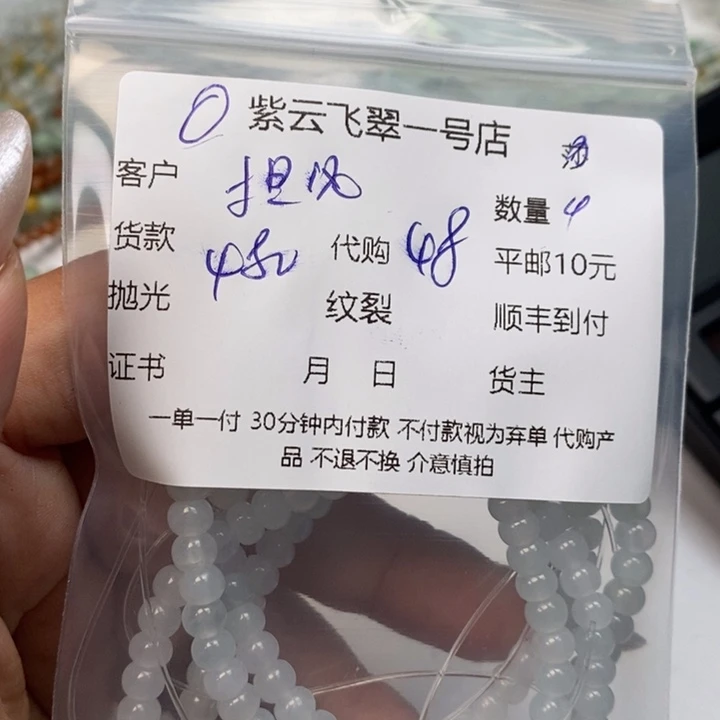 紫云飞翠一号店
客户 担风 数量 4
货款 450 代购 48 平邮10元
抛光 纹裂 顺丰到付
证书 月 日 货主
一单一付 30分钟内付款 不付款视为弃单 代购产
品 不退不换 介意慎拍